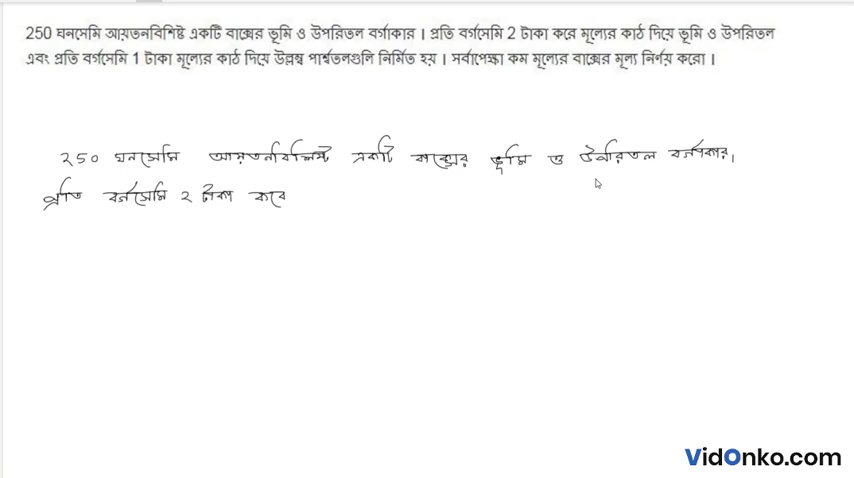 250 ঘনসেমি আয়তনবিশিষ্ট একটি বাক্সের ভূমি ও উপরিতল বর্গাকার । প্রতি বর্গসেমি 2 টাকা করে মূল্যের কাঠ দিয়ে ভূমি ও উপরিতল
এবং প্রতি বর্গসেমি 1 টাকা মূল্যের কাঠ দিয়ে উল্লম্ব পার্শ্বতলগুলি নির্মিত হয় । সর্বাপেক্ষা কম মূল্যের বাক্সের মূল্য নির্ণয় করো ।
২৫০ ঘনসেমি আয়তনবিশিষ্ট একটি বাক্সের ভূমি ও উপরিতল বর্গাকার।
প্রতি বর্গসেমি ২ টাকা করে
VidOnko.com